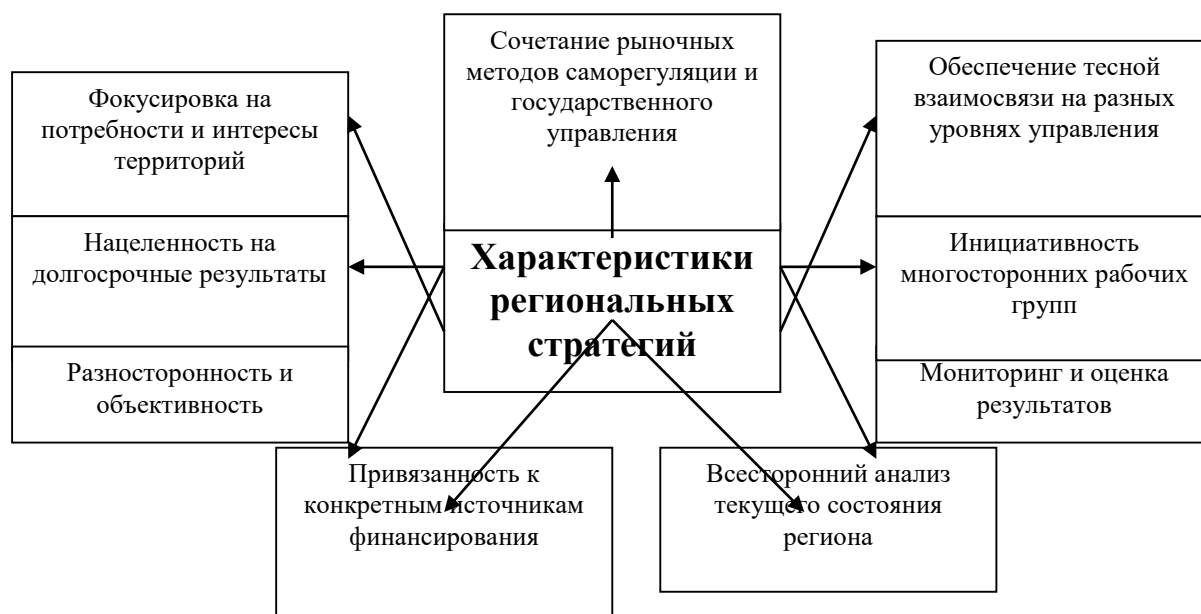 Сочетание рыночных
методов саморегуляции и
государственного
управления
Фокусировка на
потребности и интересы
территорий
Обеспечение тесной
взаимосвязи на разных
уровнях управления
Нацеленность на
долгосрочные результаты
Характеристики
региональных
стратегий
Инициативность
многосторонних рабочих
групп
Разносторонность и
объективность
Мониторинг и оценка
результатов
Привязанность к
конкретным источникам
финансирования
Всесторонний анализ
текущего состояния
региона